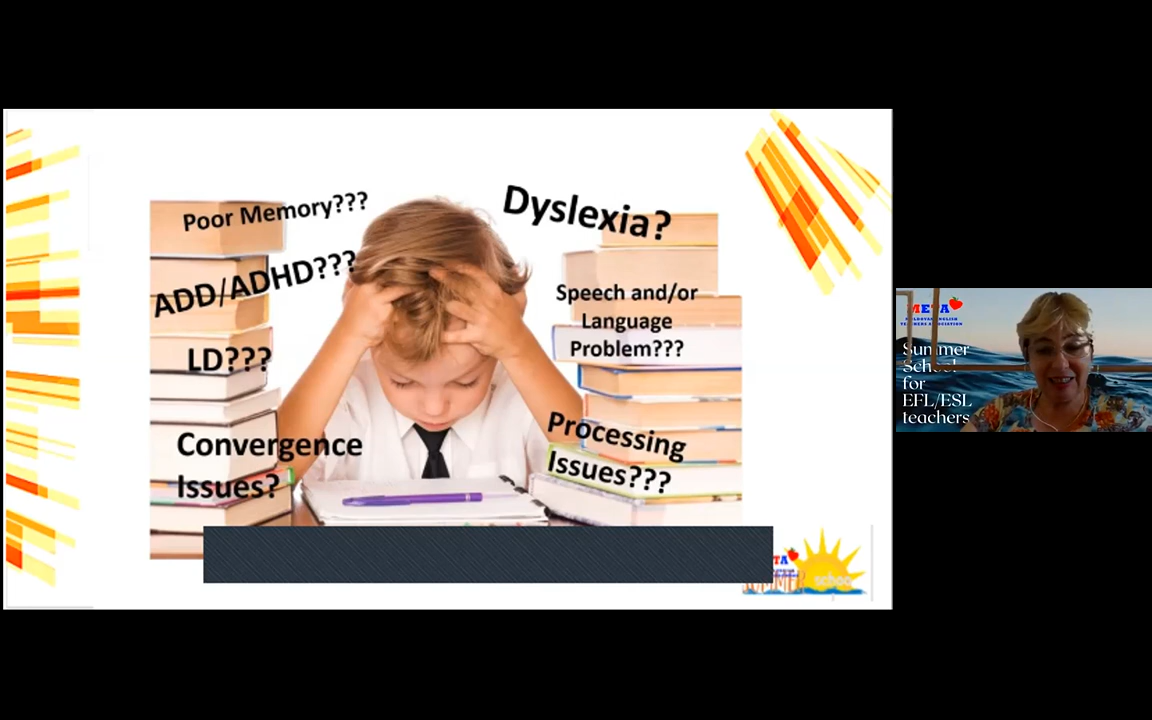 Poor Memory???
ADD/ADHD???
LD???
Convergence
Issues?
Dyslexia?
Speech and/or
Language
Problem???
Processing
Issues???
META
Summer
School
for
EFL/ESL
teachers